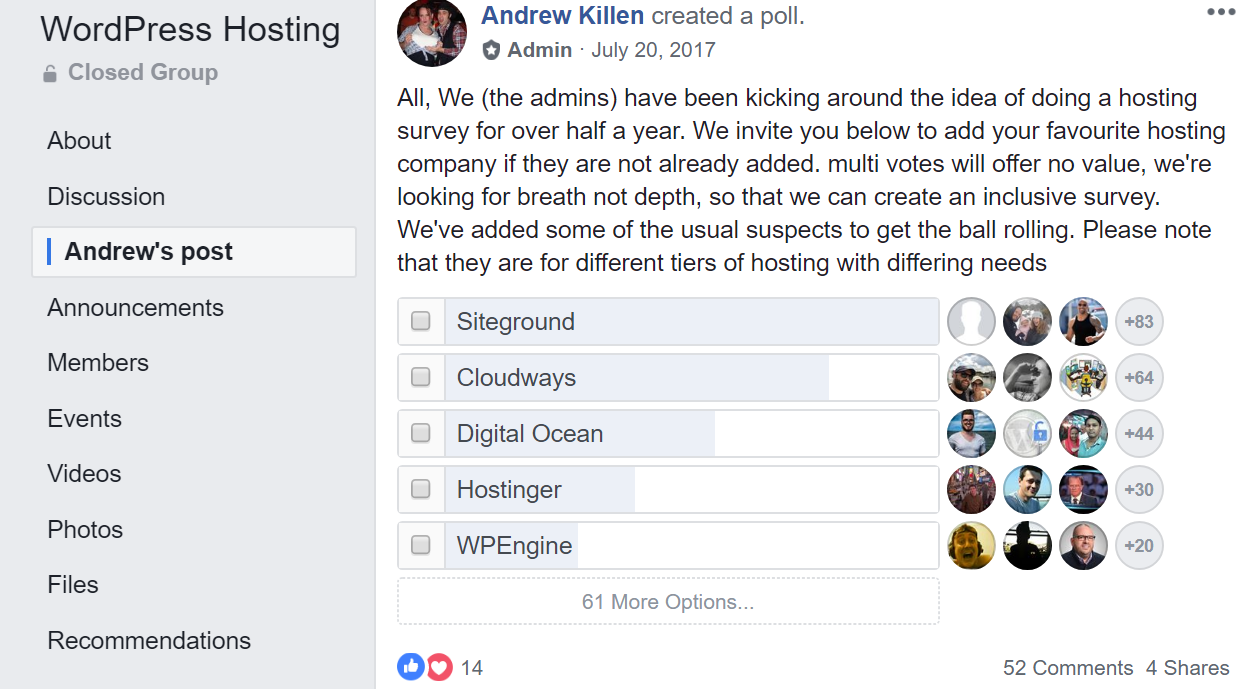 WordPress Hosting
Closed Group
About
Discussion
Andrew's post
Announcements
Members
Events
Videos
Photos
Files
Recommendations
Andrew Killen created a poll.
Admin · July 20, 2017
All, We (the admins) have been kicking around the idea of doing a hosting
survey for over half a year. We invite you below to add your favourite hosting
company if they are not already added. multi votes will offer no value, we're
looking for breath not depth, so that we can create an inclusive survey.
We've added some of the usual suspects to get the ball rolling. Please note
that they are for different tiers of hosting with differing needs
Siteground +83
Cloudways +64
Digital Ocean +44
Hostinger +30
WPEngine +20
61 More Options...
14 52 Comments 4 Shares